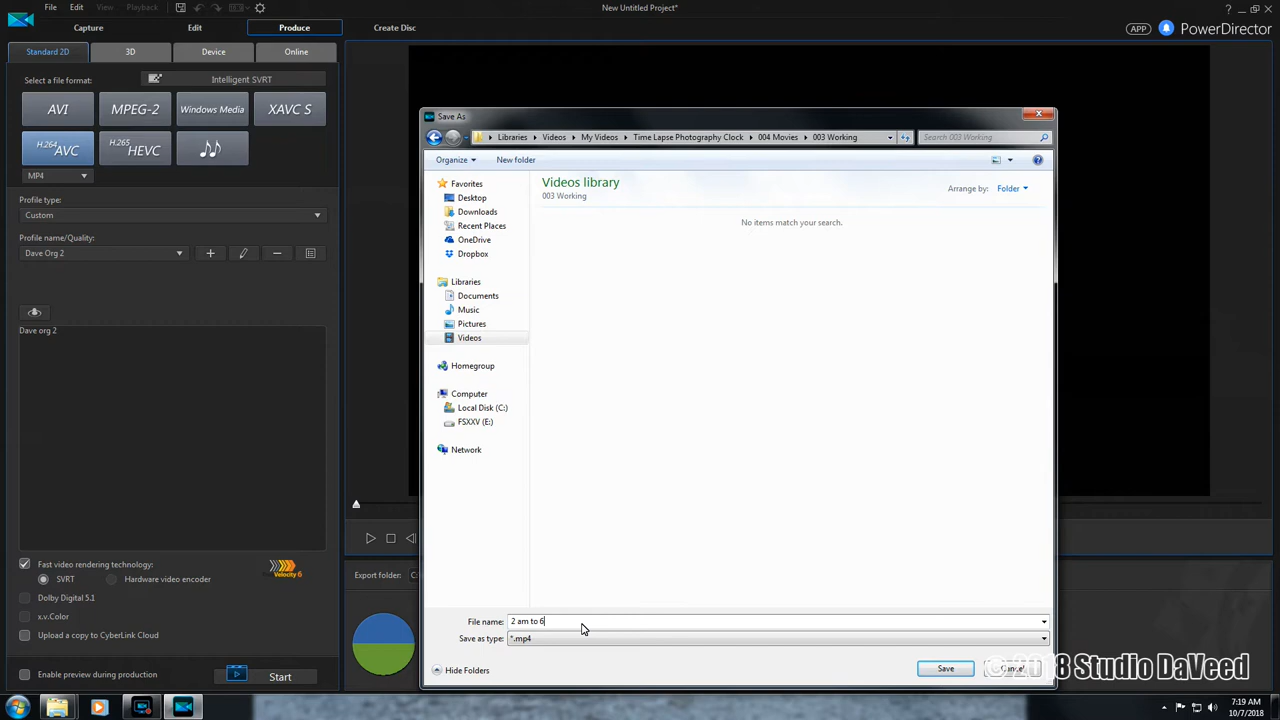 File Edit View Playback New Untitled Project* ?
Capture Edit Produce Create Disc APP PowerDirector
Standard 2D 3D Device Online
Select a file format: Intelligent SVRT
AVI MPEG-2 Windows Media XAVC S
H.264 AVC H.265 HEVC
MP4
Profile type:
Custom
Profile name/Quality:
Dave Org 2
Dave org 2
Fast video rendering technology:
SVRT Hardware video encoder
Dolby Digital 5.1
x.v.Color
Upload a copy to CyberLink Cloud
Enable preview during production
Start
Export folder:
Save As
Libraries Videos My Videos Time Lapse Photography Clock 004 Movies 003 Working Search 003 Working
Organize New folder
Favorites
Desktop
Downloads
Recent Places
OneDrive
Dropbox
Libraries
Documents
Music
Pictures
Videos
Homegroup
Computer
Local Disk (C:)
FSXXV (E:)
Network
Videos library
003 Working
Arrange by: Folder
No items match your search.
File name: 2 am to 6
Save as type: *.mp4
Hide Folders Save Cancel
© 2018 Studio DaVeed
7:19 AM
10/7/2018